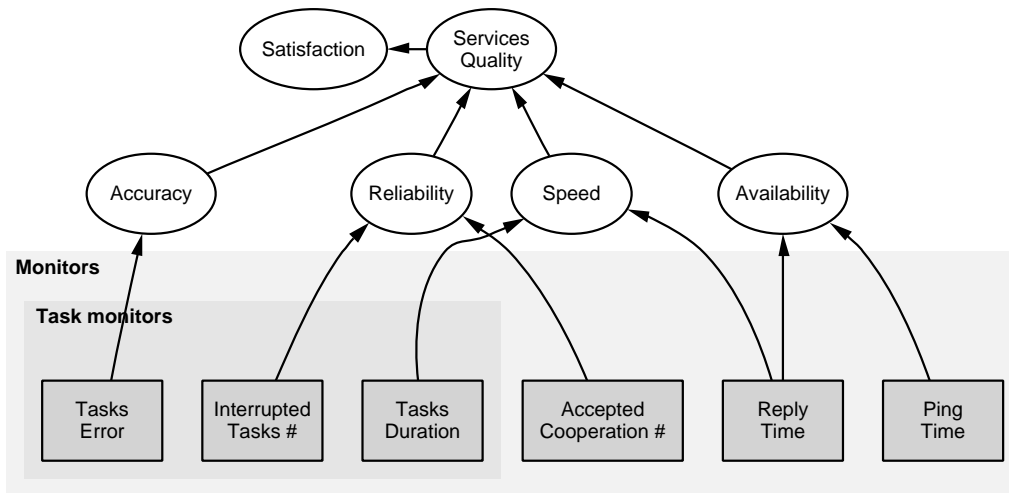 Satisfaction
Services
Quality
Accuracy
Reliability
Speed
Availability
Monitors
Task monitors
Tasks
Error
Interrupted
Tasks #
Tasks
Duration
Accepted
Cooperation #
Reply
Time
Ping
Time